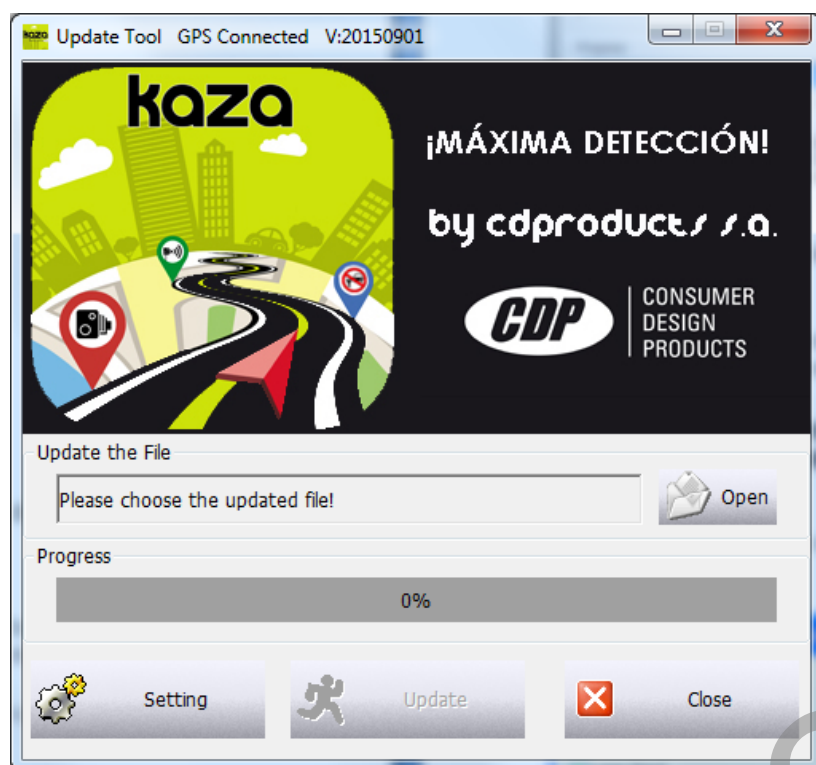 kaza Update Tool GPS Connected V:20150901
kaza
¡MÁXIMA DETECCIÓN!
by cdproducts s.a.
CDP
CONSUMER
DESIGN
PRODUCTS
Update the File
Please choose the updated file!
Open
Progress
0%
Setting
Update
Close